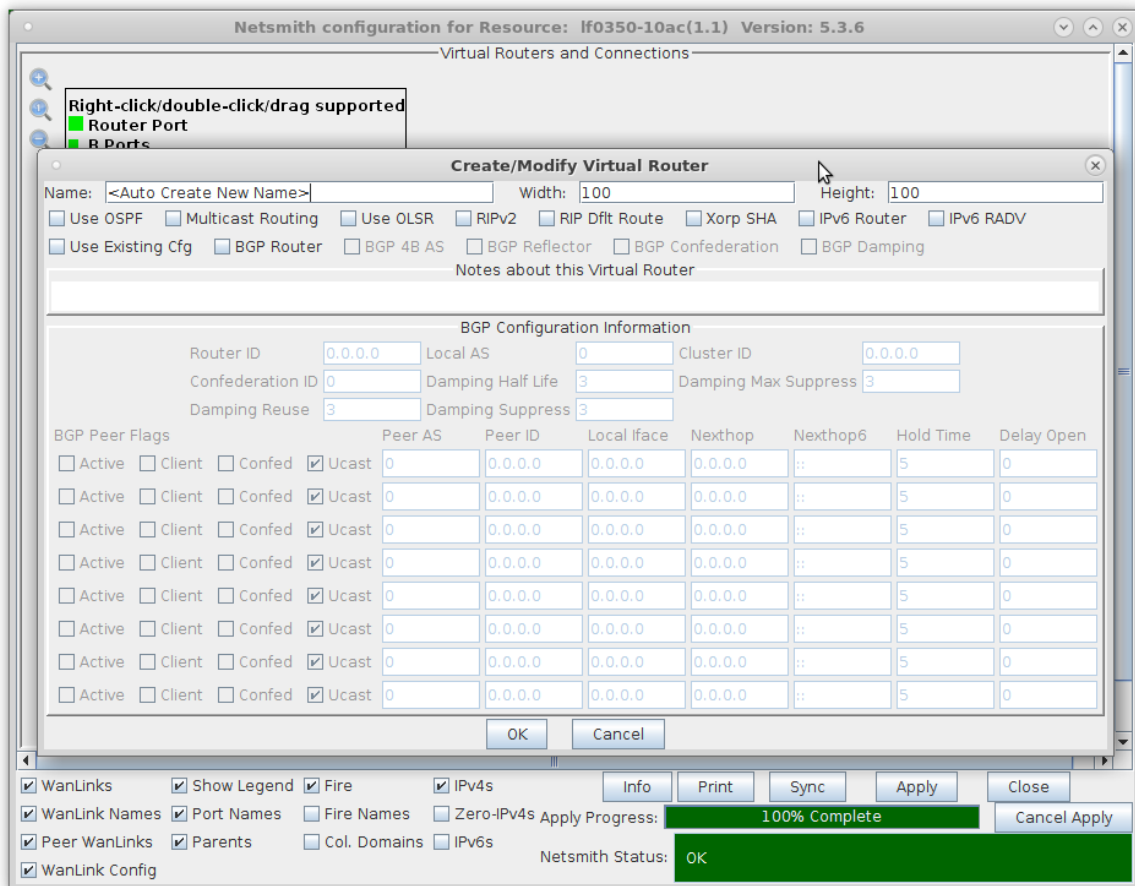 Netsmith configuration for Resource: lf0350-10ac(1.1) Version: 5.3.6
Virtual Routers and Connections
Right-click/double-click/drag supported
Router Port
B Ports
Create/Modify Virtual Router
Name: <Auto Create New Name> Width: 100 Height: 100
Use OSPF Multicast Routing Use OLSR RIPv2 RIP Dflt Route Xorp SHA IPv6 Router IPv6 RADV
Use Existing Cfg BGP Router BGP 4B AS BGP Reflector BGP Confederation BGP Damping
Notes about this Virtual Router
BGP Configuration Information
Router ID 0.0.0.0 Local AS 0 Cluster ID 0.0.0.0
Confederation ID 0 Damping Half Life 3 Damping Max Suppress 3
Damping Reuse 3 Damping Suppress 3
BGP Peer Flags Peer AS Peer ID Local Iface Nexthop Nexthop6 Hold Time Delay Open
Active Client Confed Ucast 0 0.0.0.0 0.0.0.0 0.0.0.0 :: 5 0
Active Client Confed Ucast 0 0.0.0.0 0.0.0.0 0.0.0.0 :: 5 0
Active Client Confed Ucast 0 0.0.0.0 0.0.0.0 0.0.0.0 :: 5 0
Active Client Confed Ucast 0 0.0.0.0 0.0.0.0 0.0.0.0 :: 5 0
Active Client Confed Ucast 0 0.0.0.0 0.0.0.0 0.0.0.0 :: 5 0
Active Client Confed Ucast 0 0.0.0.0 0.0.0.0 0.0.0.0 :: 5 0
Active Client Confed Ucast 0 0.0.0.0 0.0.0.0 0.0.0.0 :: 5 0
Active Client Confed Ucast 0 0.0.0.0 0.0.0.0 0.0.0.0 :: 5 0
OK Cancel
WanLinks Show Legend Fire IPv4s Info Print Sync Apply Close
WanLink Names Port Names Fire Names Zero-IPv4s Apply Progress: 100% Complete Cancel Apply
Peer WanLinks Parents Col. Domains IPv6s Netsmith Status: OK
WanLink Config